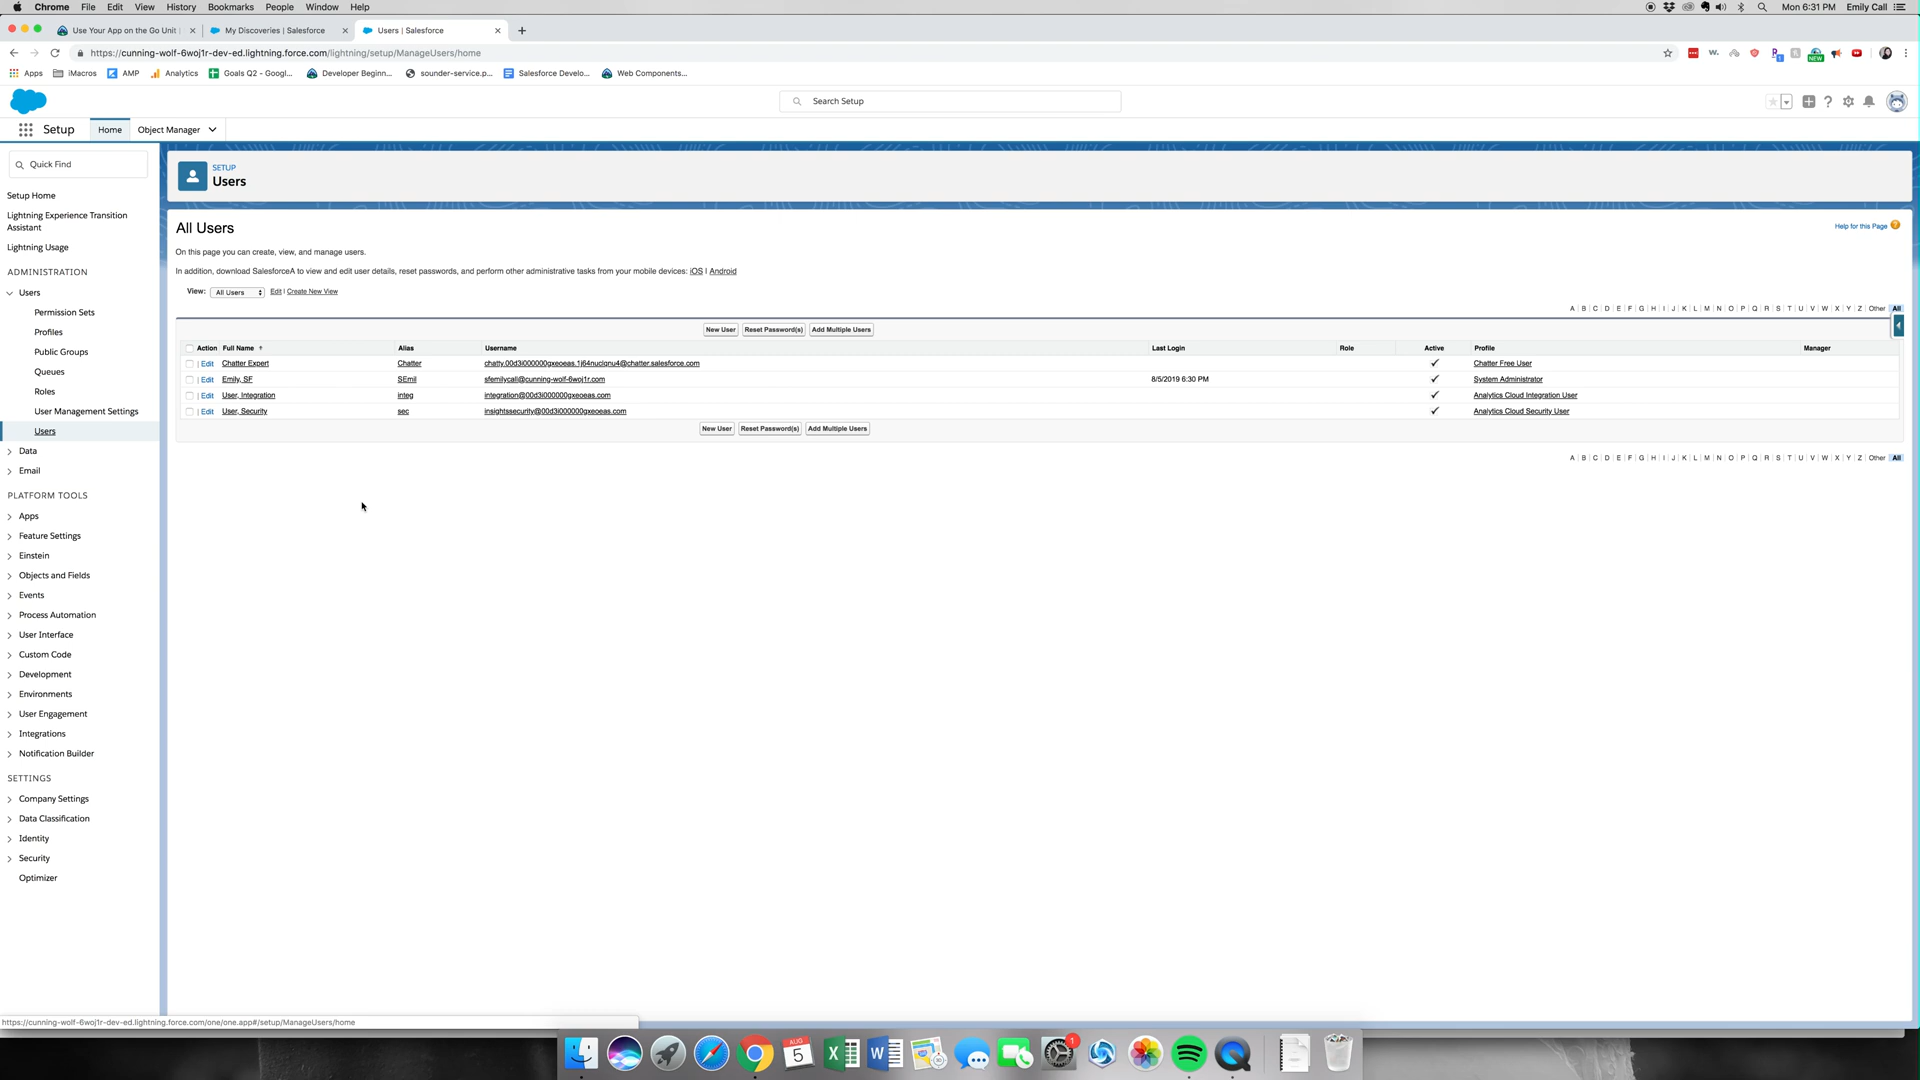 Chrome File Edit View History Bookmarks People Window Help Mon 6:31 PM Emily Call
Use Your App on the Go Unit My Discoveries | Salesforce Users | Salesforce
https://cunning-wolf-6woj1r-dev-ed.lightning.force.com/lightning/setup/ManageUsers/home
Apps iMacros AMP Analytics Goals Q2 - Googl... Developer Beginn... sounder-service.p... Salesforce Develo... Web Components...
NEW
1
Search Setup
Setup Home Object Manager
Quick Find
Setup Home
Lightning Experience Transition
Assistant
Lightning Usage
ADMINISTRATION
Users
Permission Sets
Profiles
Public Groups
Queues
Roles
User Management Settings
Users
Data
Email
PLATFORM TOOLS
Apps
Feature Settings
Einstein
Objects and Fields
Events
Process Automation
User Interface
Custom Code
Development
Environments
User Engagement
Integrations
Notification Builder
SETTINGS
Company Settings
Data Classification
Identity
Security
Optimizer
SETUP
Users
All Users
Help for this Page ?
On this page you can create, view, and manage users.
In addition, download SalesforceA to view and edit user details, reset passwords, and perform other administrative tasks from your mobile devices: iOS | Android
View: All Users Edit | Create New View
A | B | C | D | E | F | G | H | I | J | K | L | M | N | O | P | Q | R | S | T | U | V | W | X | Y | Z | Other All
New User Reset Password(s) Add Multiple Users
Action Full Name ↑ Alias Username Last Login Role Active Profile Manager
| Edit Chatter Expert Chatter chatty.00d3i000000gxeoeas.1j64nuclqnu4@chatter.salesforce.com ✓ Chatter Free User
| Edit Emily, SF SEmil sfemilycall@cunning-wolf-6woj1r.com 8/5/2019 6:30 PM ✓ System Administrator
| Edit User, Integration integ integration@00d3i000000gxeoeas.com ✓ Analytics Cloud Integration User
| Edit User, Security sec insightssecurity@00d3i000000gxeoeas.com ✓ Analytics Cloud Security User
New User Reset Password(s) Add Multiple Users
A | B | C | D | E | F | G | H | I | J | K | L | M | N | O | P | Q | R | S | T | U | V | W | X | Y | Z | Other All
https://cunning-wolf-6woj1r-dev-ed.lightning.force.com/one/one.app#/setup/ManageUsers/home
AUG
5
1